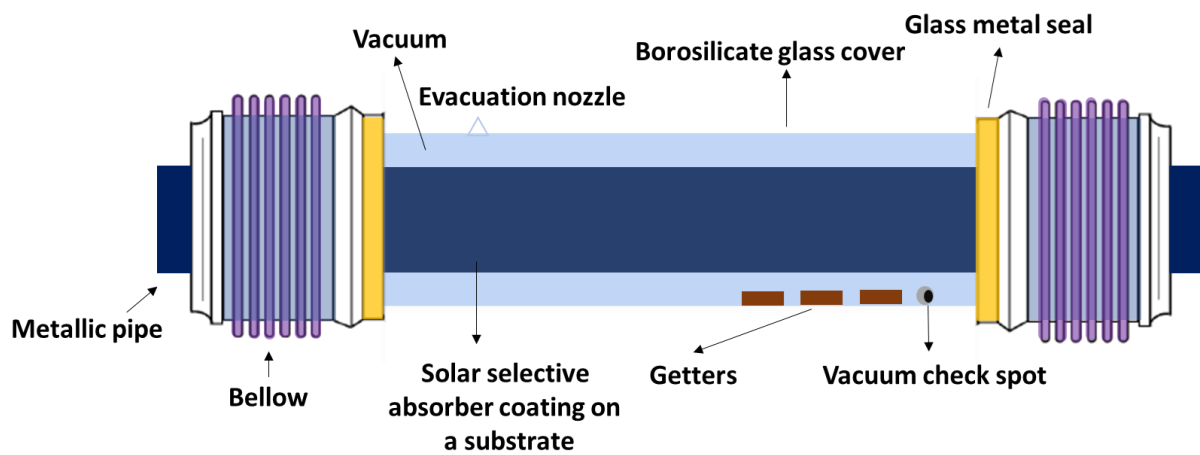 Glass metal seal
Vacuum
Borosilicate glass cover
Evacuation nozzle
Metallic pipe
Bellow
Solar selective
absorber coating on
a substrate
Getters
Vacuum check spot